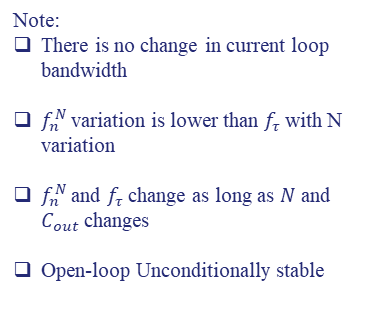 Note:
❑ There is no change in current loop
bandwidth
❑ $f_n^N$ variation is lower than $f_\tau$ with N
variation
❑ $f_n^N$ and $f_\tau$ change as long as $N$ and
$C_{out}$ changes
❑ Open-loop Unconditionally stable